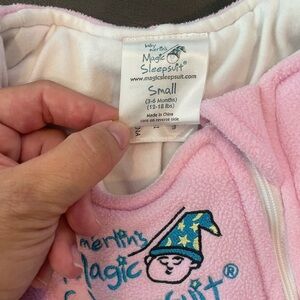 baby
merlin's
Magic
Sleepsuit®
www.magicsleepsuit.com
Small
(3-6 Months)
(12-18 lbs)
Made in China
care on reverse side
merlin's
Magic
Sleepsuit®